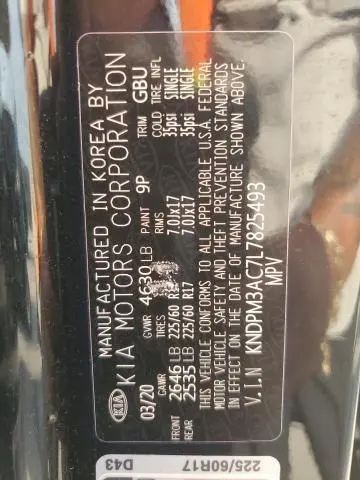 MANUFACTURED IN KOREA BY
KIA KIA MOTORS CORPORATION
03/20 GVWR 4630 LB PAINT 9P TRIM GBU
GAWR TIRES RIMS COLD TIRE INFL
FRONT 2646 LB 225/60 R17 7.0Jx17 35psi SINGLE
REAR 2535 LB 225/60 R17 7.0Jx17 35psi SINGLE
THIS VEHICLE CONFORMS TO ALL APPLICABLE U.S.A. FEDERAL
MOTOR VEHICLE SAFETY AND THEFT PREVENTION STANDARDS
IN EFFECT ON THE DATE OF MANUFACTURE SHOWN ABOVE.
V.I.N KNDPM3AC7L7825493
MPV
D43 225/60R17